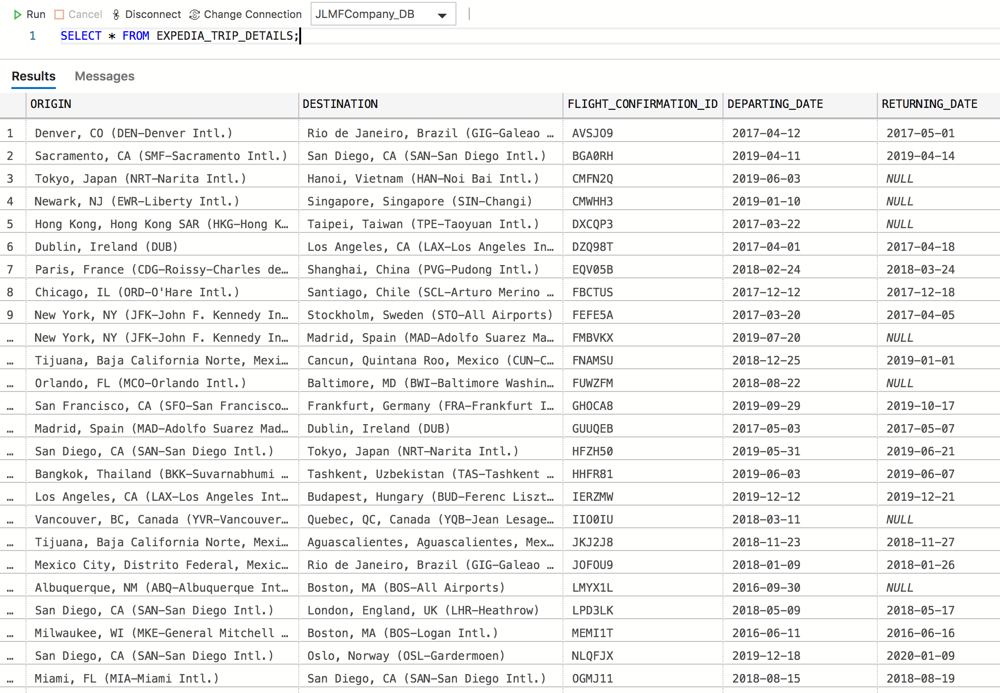 Run Cancel Disconnect Change Connection JLMFCompany_DB
1 SELECT * FROM EXPEDIA_TRIP_DETAILS;
Results Messages
ORIGIN DESTINATION FLIGHT_CONFIRMATION_ID DEPARTING_DATE RETURNING_DATE
1 Denver, CO (DEN-Denver Intl.) Rio de Janeiro, Brazil (GIG-Galeao … AVSJO9 2017-04-12 2017-05-01
2 Sacramento, CA (SMF-Sacramento Intl.) San Diego, CA (SAN-San Diego Intl.) BGA0RH 2019-04-11 2019-04-14
3 Tokyo, Japan (NRT-Narita Intl.) Hanoi, Vietnam (HAN-Noi Bai Intl.) CMFN2Q 2019-06-03 NULL
4 Newark, NJ (EWR-Liberty Intl.) Singapore, Singapore (SIN-Changi) CMWHH3 2019-01-10 NULL
5 Hong Kong, Hong Kong SAR (HKG-Hong K… Taipei, Taiwan (TPE-Taoyuan Intl.) DXCQP3 2017-03-22 NULL
6 Dublin, Ireland (DUB) Los Angeles, CA (LAX-Los Angeles In… DZQ98T 2017-04-01 2017-04-18
7 Paris, France (CDG-Roissy-Charles de… Shanghai, China (PVG-Pudong Intl.) EQV05B 2018-02-24 2018-03-24
8 Chicago, IL (ORD-O'Hare Intl.) Santiago, Chile (SCL-Arturo Merino … FBCTUS 2017-12-12 2017-12-18
9 New York, NY (JFK-John F. Kennedy In… Stockholm, Sweden (STO-All Airports) FEFE5A 2017-03-20 2017-04-05
… New York, NY (JFK-John F. Kennedy In… Madrid, Spain (MAD-Adolfo Suarez Ma… FMBVKX 2019-07-20 NULL
… Tijuana, Baja California Norte, Mexi… Cancun, Quintana Roo, Mexico (CUN-C… FNAMSU 2018-12-25 2019-01-01
… Orlando, FL (MCO-Orlando Intl.) Baltimore, MD (BWI-Baltimore Washin… FUWZFM 2018-08-22 NULL
… San Francisco, CA (SFO-San Francisco… Frankfurt, Germany (FRA-Frankfurt I… GHOCA8 2019-09-29 2019-10-17
… Madrid, Spain (MAD-Adolfo Suarez Mad… Dublin, Ireland (DUB) GUUQEB 2017-05-03 2017-05-07
… San Diego, CA (SAN-San Diego Intl.) Tokyo, Japan (NRT-Narita Intl.) HFZH50 2019-05-31 2019-06-21
… Bangkok, Thailand (BKK-Suvarnabhumi … Tashkent, Uzbekistan (TAS-Tashkent … HHFR81 2019-06-03 2019-06-07
… Los Angeles, CA (LAX-Los Angeles Int… Budapest, Hungary (BUD-Ferenc Liszt… IERZMW 2019-12-12 2019-12-21
… Vancouver, BC, Canada (YVR-Vancouver… Quebec, QC, Canada (YQB-Jean Lesage… IIO0IU 2018-03-11 NULL
… Tijuana, Baja California Norte, Mexi… Aguascalientes, Aguascalientes, Mex… JKJ2J8 2018-11-23 2018-11-27
… Mexico City, Distrito Federal, Mexic… Rio de Janeiro, Brazil (GIG-Galeao … JOFOU9 2018-01-09 2018-01-26
… Albuquerque, NM (ABQ-Albuquerque Int… Boston, MA (BOS-All Airports) LMYX1L 2016-09-30 NULL
… San Diego, CA (SAN-San Diego Intl.) London, England, UK (LHR-Heathrow) LPD3LK 2018-05-09 2018-05-17
… Milwaukee, WI (MKE-General Mitchell … Boston, MA (BOS-Logan Intl.) MEMI1T 2016-06-11 2016-06-16
… San Diego, CA (SAN-San Diego Intl.) Oslo, Norway (OSL-Gardermoen) NLQFJX 2019-12-18 2020-01-09
… Miami, FL (MIA-Miami Intl.) San Diego, CA (SAN-San Diego Intl.) OGMJ11 2018-08-15 2018-08-19